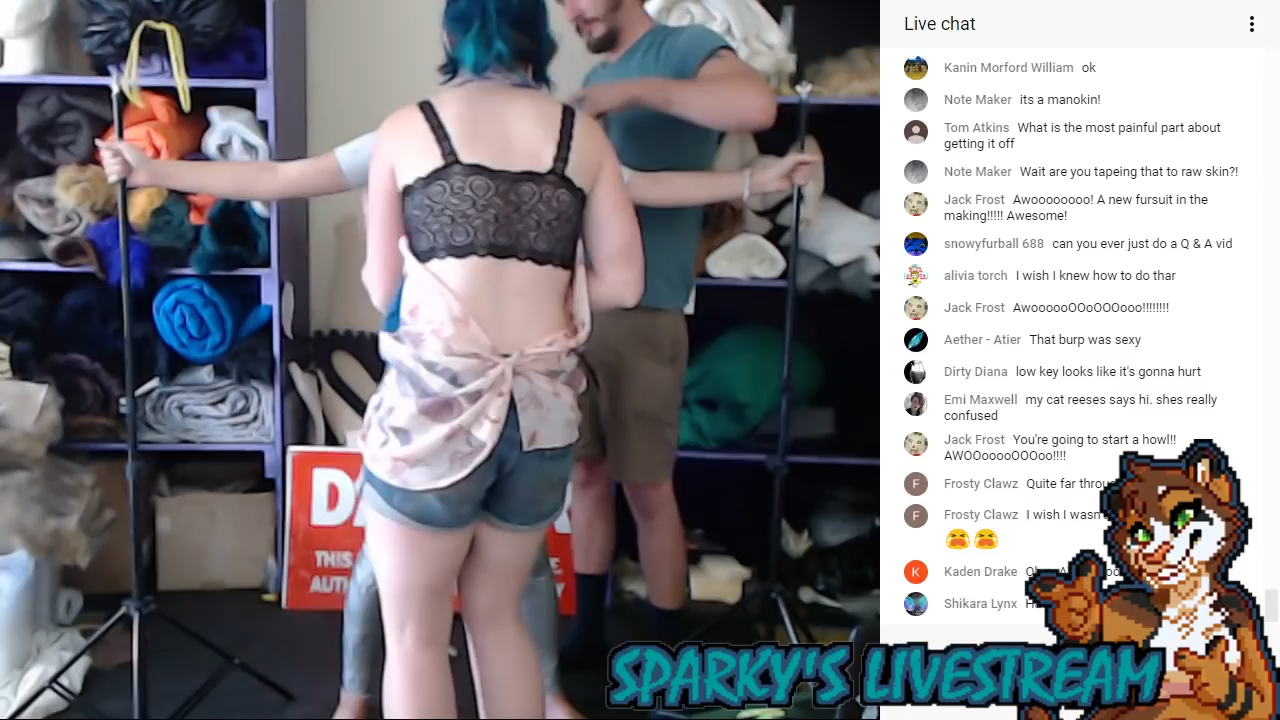 Live chat
Kanin Morford William ok
Note Maker its a manokin!
Tom Atkins What is the most painful part about
getting it off
Note Maker Wait are you tapeing that to raw skin?!
Jack Frost Awoooooooo! A new fursuit in the
making!!!!! Awesome!
snowyfurball 688 can you ever just do a Q & A vid
alivia torch I wish I knew how to do thar
Jack Frost AwoooooOOoOOOooo!!!!!!!!
Aether - Atier That burp was sexy
Dirty Diana low key looks like it's gonna hurt
Emi Maxwell my cat reeses says hi. shes really
confused
Jack Frost You're going to start a howl!!
AWOOooooOOOoo!!!!
F Frosty Clawz Quite far
F Frosty Clawz I wish I
K Kaden Drake
Shikara Lynx
THIS
SPARKY'S LIVESTREAM